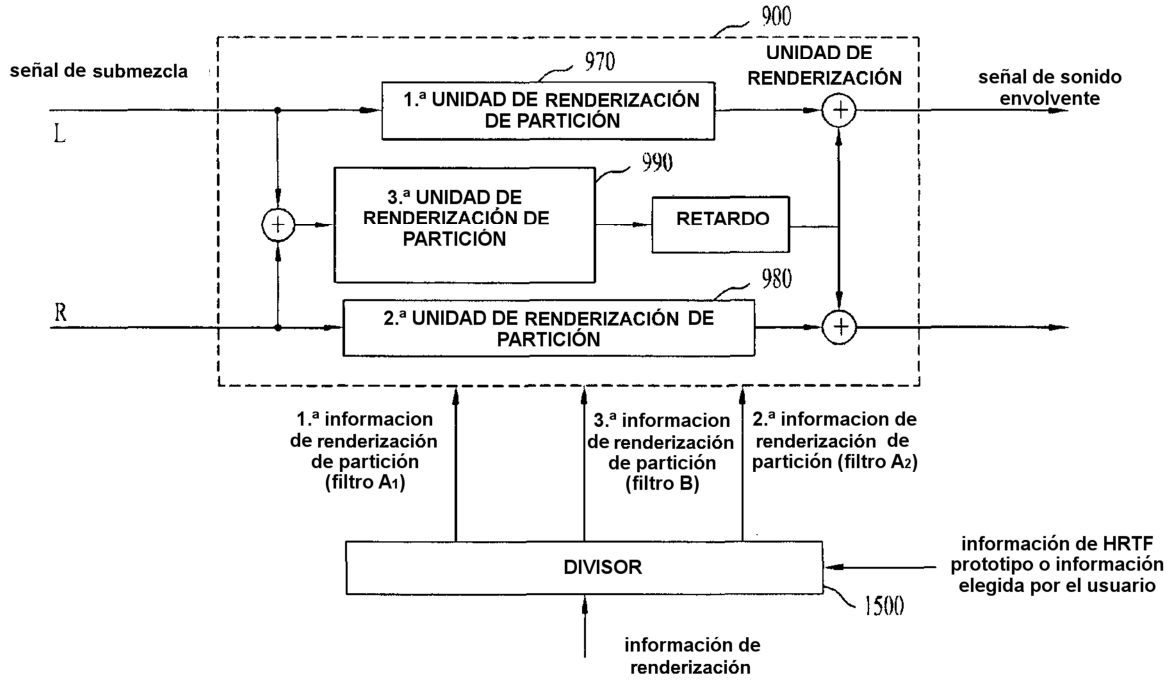 900
señal de submezcla
970
UNIDAD DE
RENDERIZACIÓN
señal de sonido
envolvente
1.ª UNIDAD DE RENDERIZACIÓN
DE PARTICIÓN
L
990
3.ª UNIDAD DE
RENDERIZACIÓN DE
PARTICIÓN
RETARDO
980
R
2.ª UNIDAD DE RENDERIZACIÓN DE
PARTICIÓN
1.ª informacion
de renderización
de partición
(filtro A1)
3.ª informacion
de renderización
de partición
(filtro B)
2.ª informacion de
renderización de
partición (filtro A2)
DIVISOR
información de HRTF
prototipo o información
elegida por el usuario
1500
información de
renderización